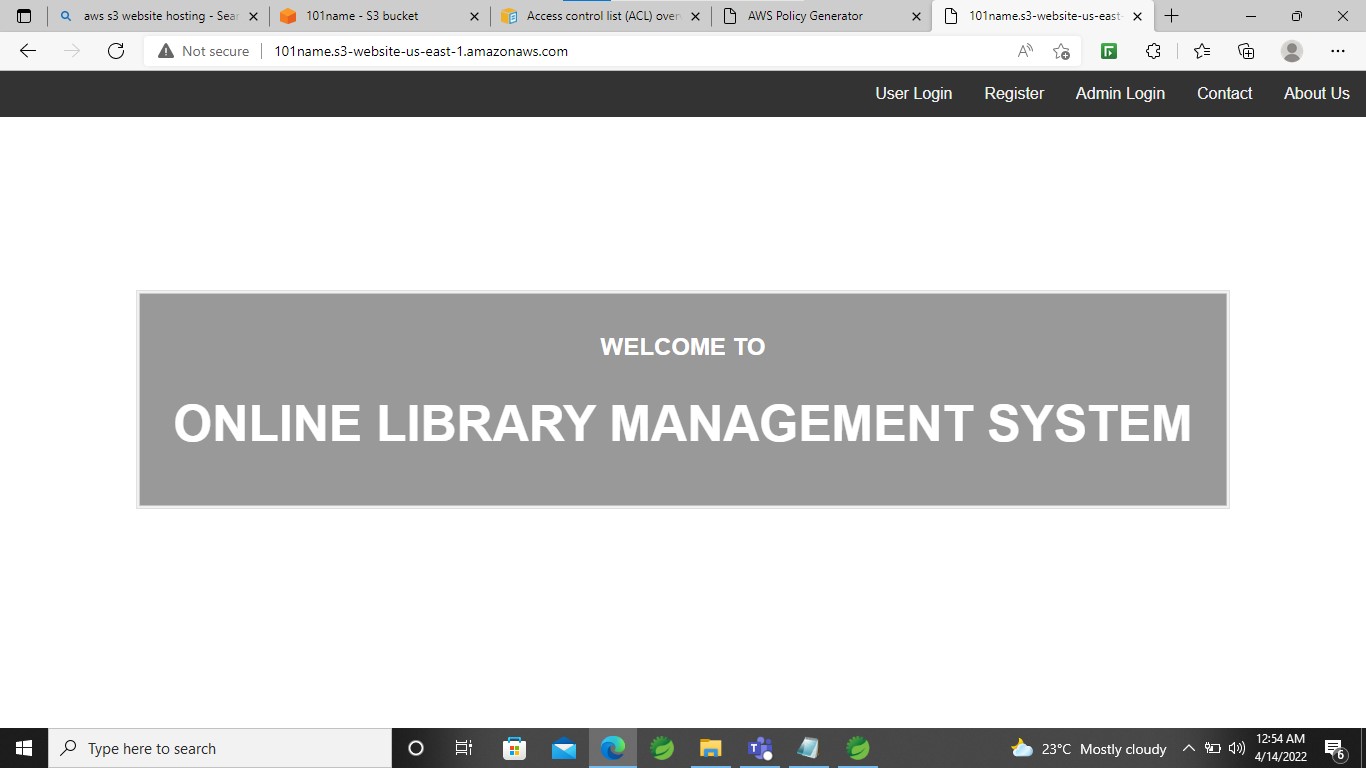 aws s3 website hosting - Sear
101name - S3 bucket
Access control list (ACL) over
AWS Policy Generator
101name.s3-website-us-east-
Not secure
101name.s3-website-us-east-1.amazonaws.com
User Login Register Admin Login Contact About Us
WELCOME TO
ONLINE LIBRARY MANAGEMENT SYSTEM
Type here to search
23°C Mostly cloudy
12:54 AM
4/14/2022
6